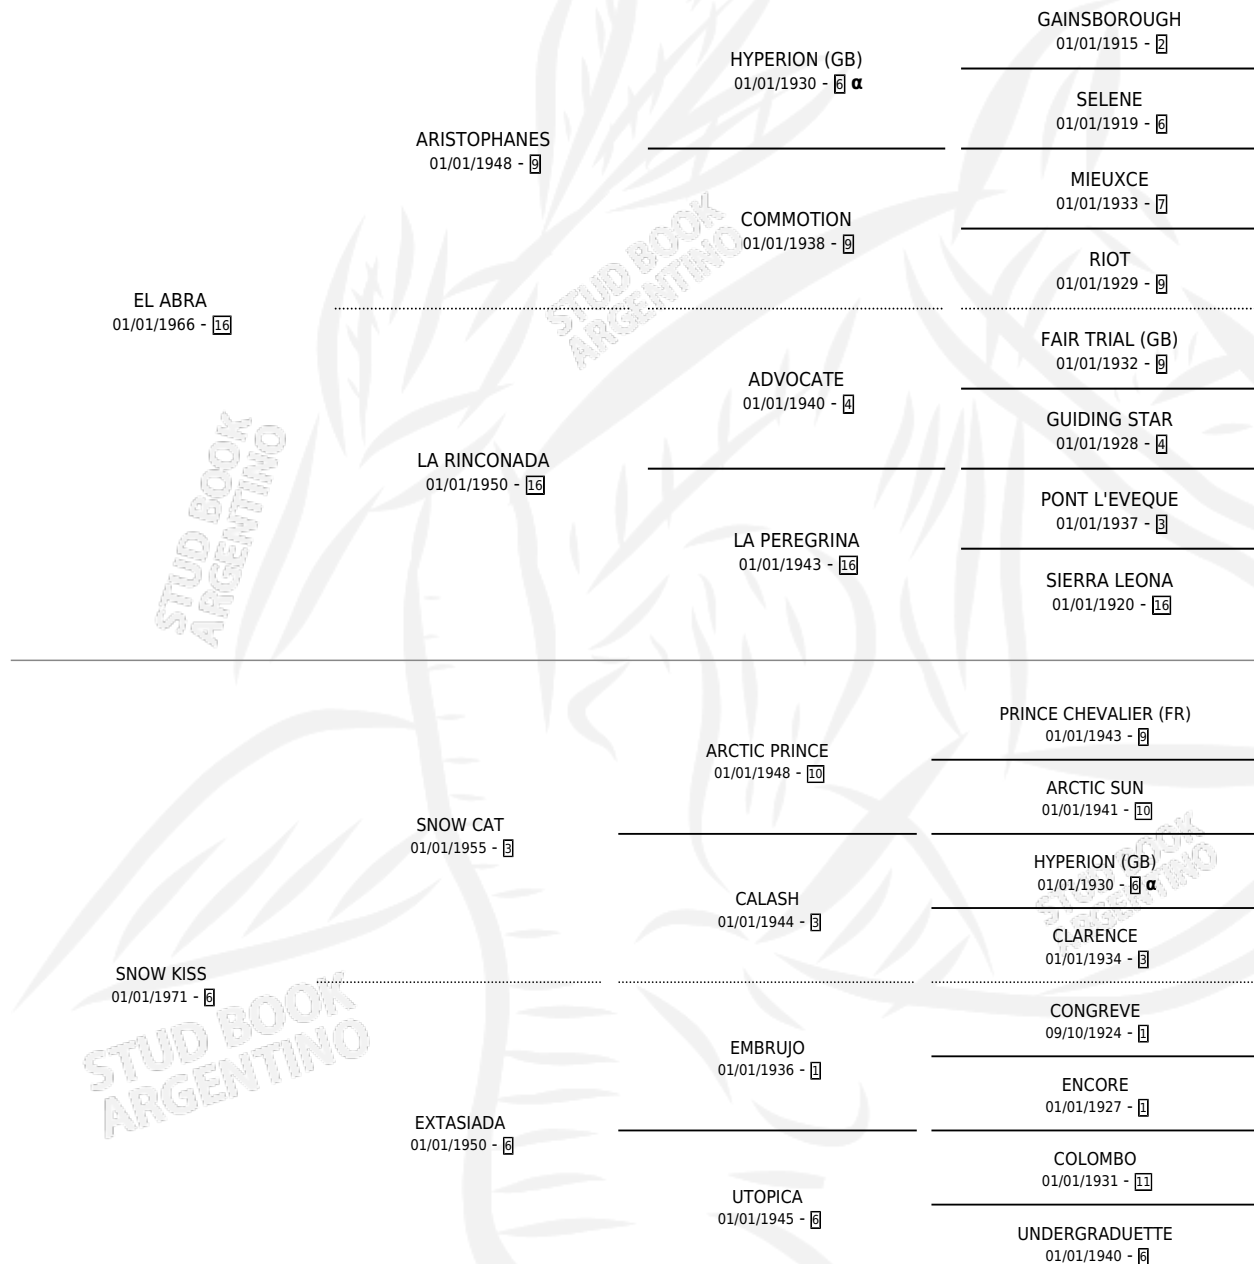 GAINSBOROUGH
01/01/1915 - 2
HYPERION (GB)
01/01/1930 - 6 α
SELENE
01/01/1919 - 6
ARISTOPHANES
01/01/1948 - 9
MIEUXCE
01/01/1933 - 7
COMMOTION
01/01/1938 - 9
RIOT
01/01/1929 - 9
EL ABRA
01/01/1966 - 16
FAIR TRIAL (GB)
01/01/1932 - 9
ADVOCATE
01/01/1940 - 4
GUIDING STAR
01/01/1928 - 4
LA RINCONADA
01/01/1950 - 16
PONT L'EVEQUE
01/01/1937 - 3
LA PEREGRINA
01/01/1943 - 16
SIERRA LEONA
01/01/1920 - 16
PRINCE CHEVALIER (FR)
01/01/1943 - 9
ARCTIC PRINCE
01/01/1948 - 10
ARCTIC SUN
01/01/1941 - 10
SNOW CAT
01/01/1955 - 3
HYPERION (GB)
01/01/1930 - 6 α
CALASH
01/01/1944 - 3
CLARENCE
01/01/1934 - 3
SNOW KISS
01/01/1971 - 6
CONGREVE
09/10/1924 - 1
EMBRUJO
01/01/1936 - 1
ENCORE
01/01/1927 - 1
EXTASIADA
01/01/1950 - 6
COLOMBO
01/01/1931 - 11
UTOPICA
01/01/1945 - 6
UNDERGRADUETTE
01/01/1940 - 6
STUD BOOK
ARGENTINO
STUD BOOK
ARGENTINO
STUD BOOK
ARGENTINO
STUD BOOK
ARGENTINO